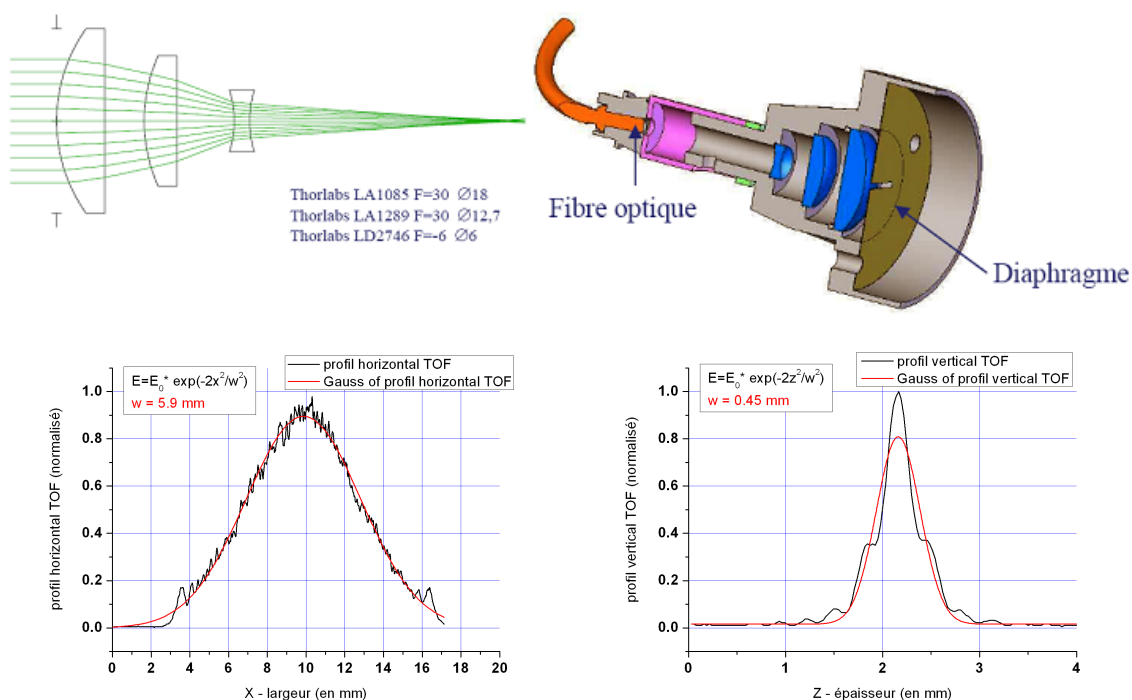 Thorlabs LA1085 F=30 Ø18
Thorlabs LA1289 F=30 Ø12,7
Thorlabs LD2746 F=-6 Ø6
Fibre optique
Diaphragme
profil horizontal TOF
Gauss of profil horizontal TOF
E=E₀* exp(-2x²/w²)
w = 5.9 mm
1.0
0.8
0.6
0.4
0.2
0.0
profil horizontal TOF (normalisé)
0 2 4 6 8 10 12 14 16 18 20
X - largeur (en mm)
profil vertical TOF
Gauss of profil vertical TOF
E=E₀* exp(-2z²/w²)
w = 0.45 mm
1.0
0.8
0.6
0.4
0.2
0.0
profil vertical TOF (normalisé)
0 1 2 3 4
Z - épaisseur (en mm)